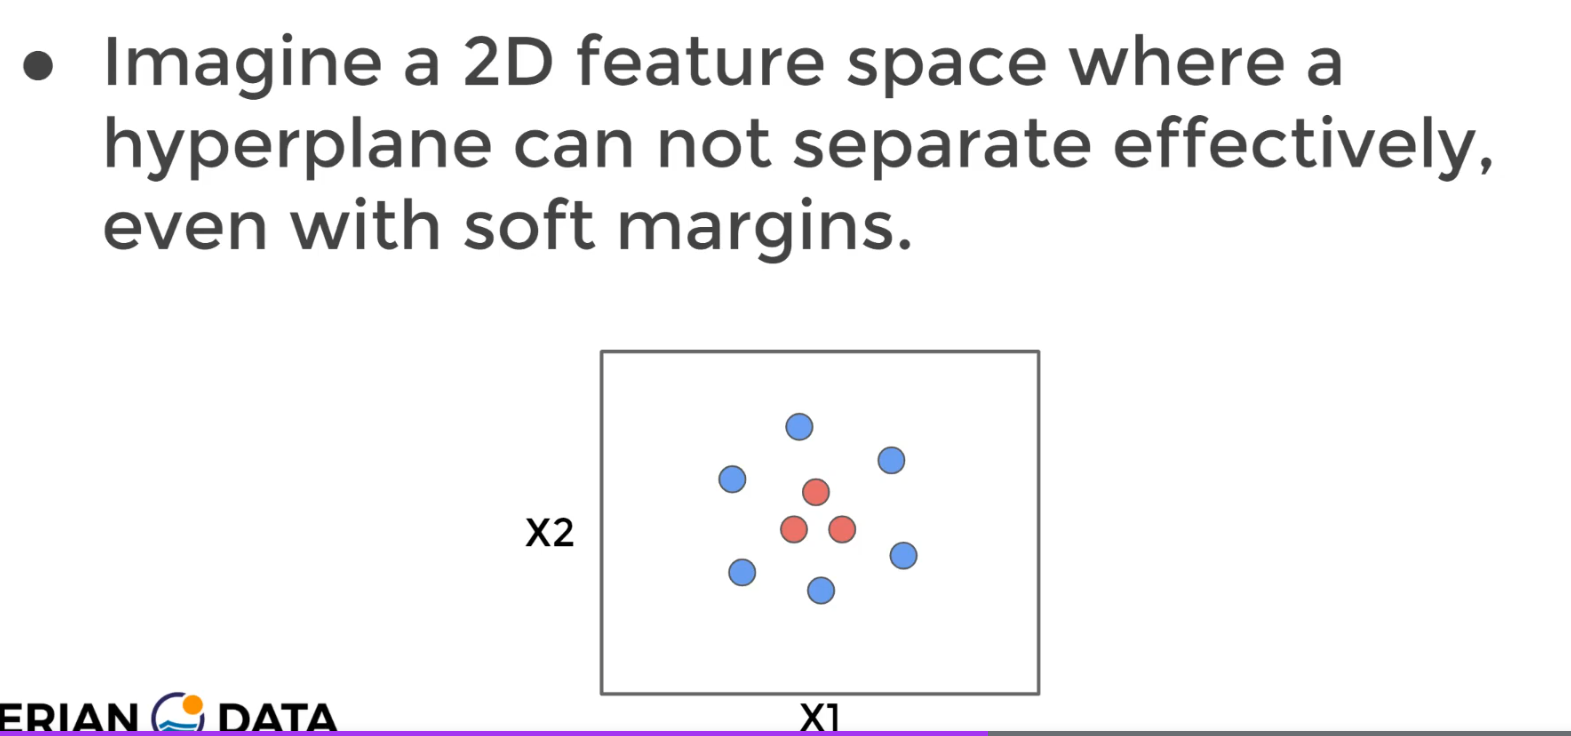 ● Imagine a 2D feature space where a
hyperplane can not separate effectively,
even with soft margins.
X2
X1
ERIAN DATA